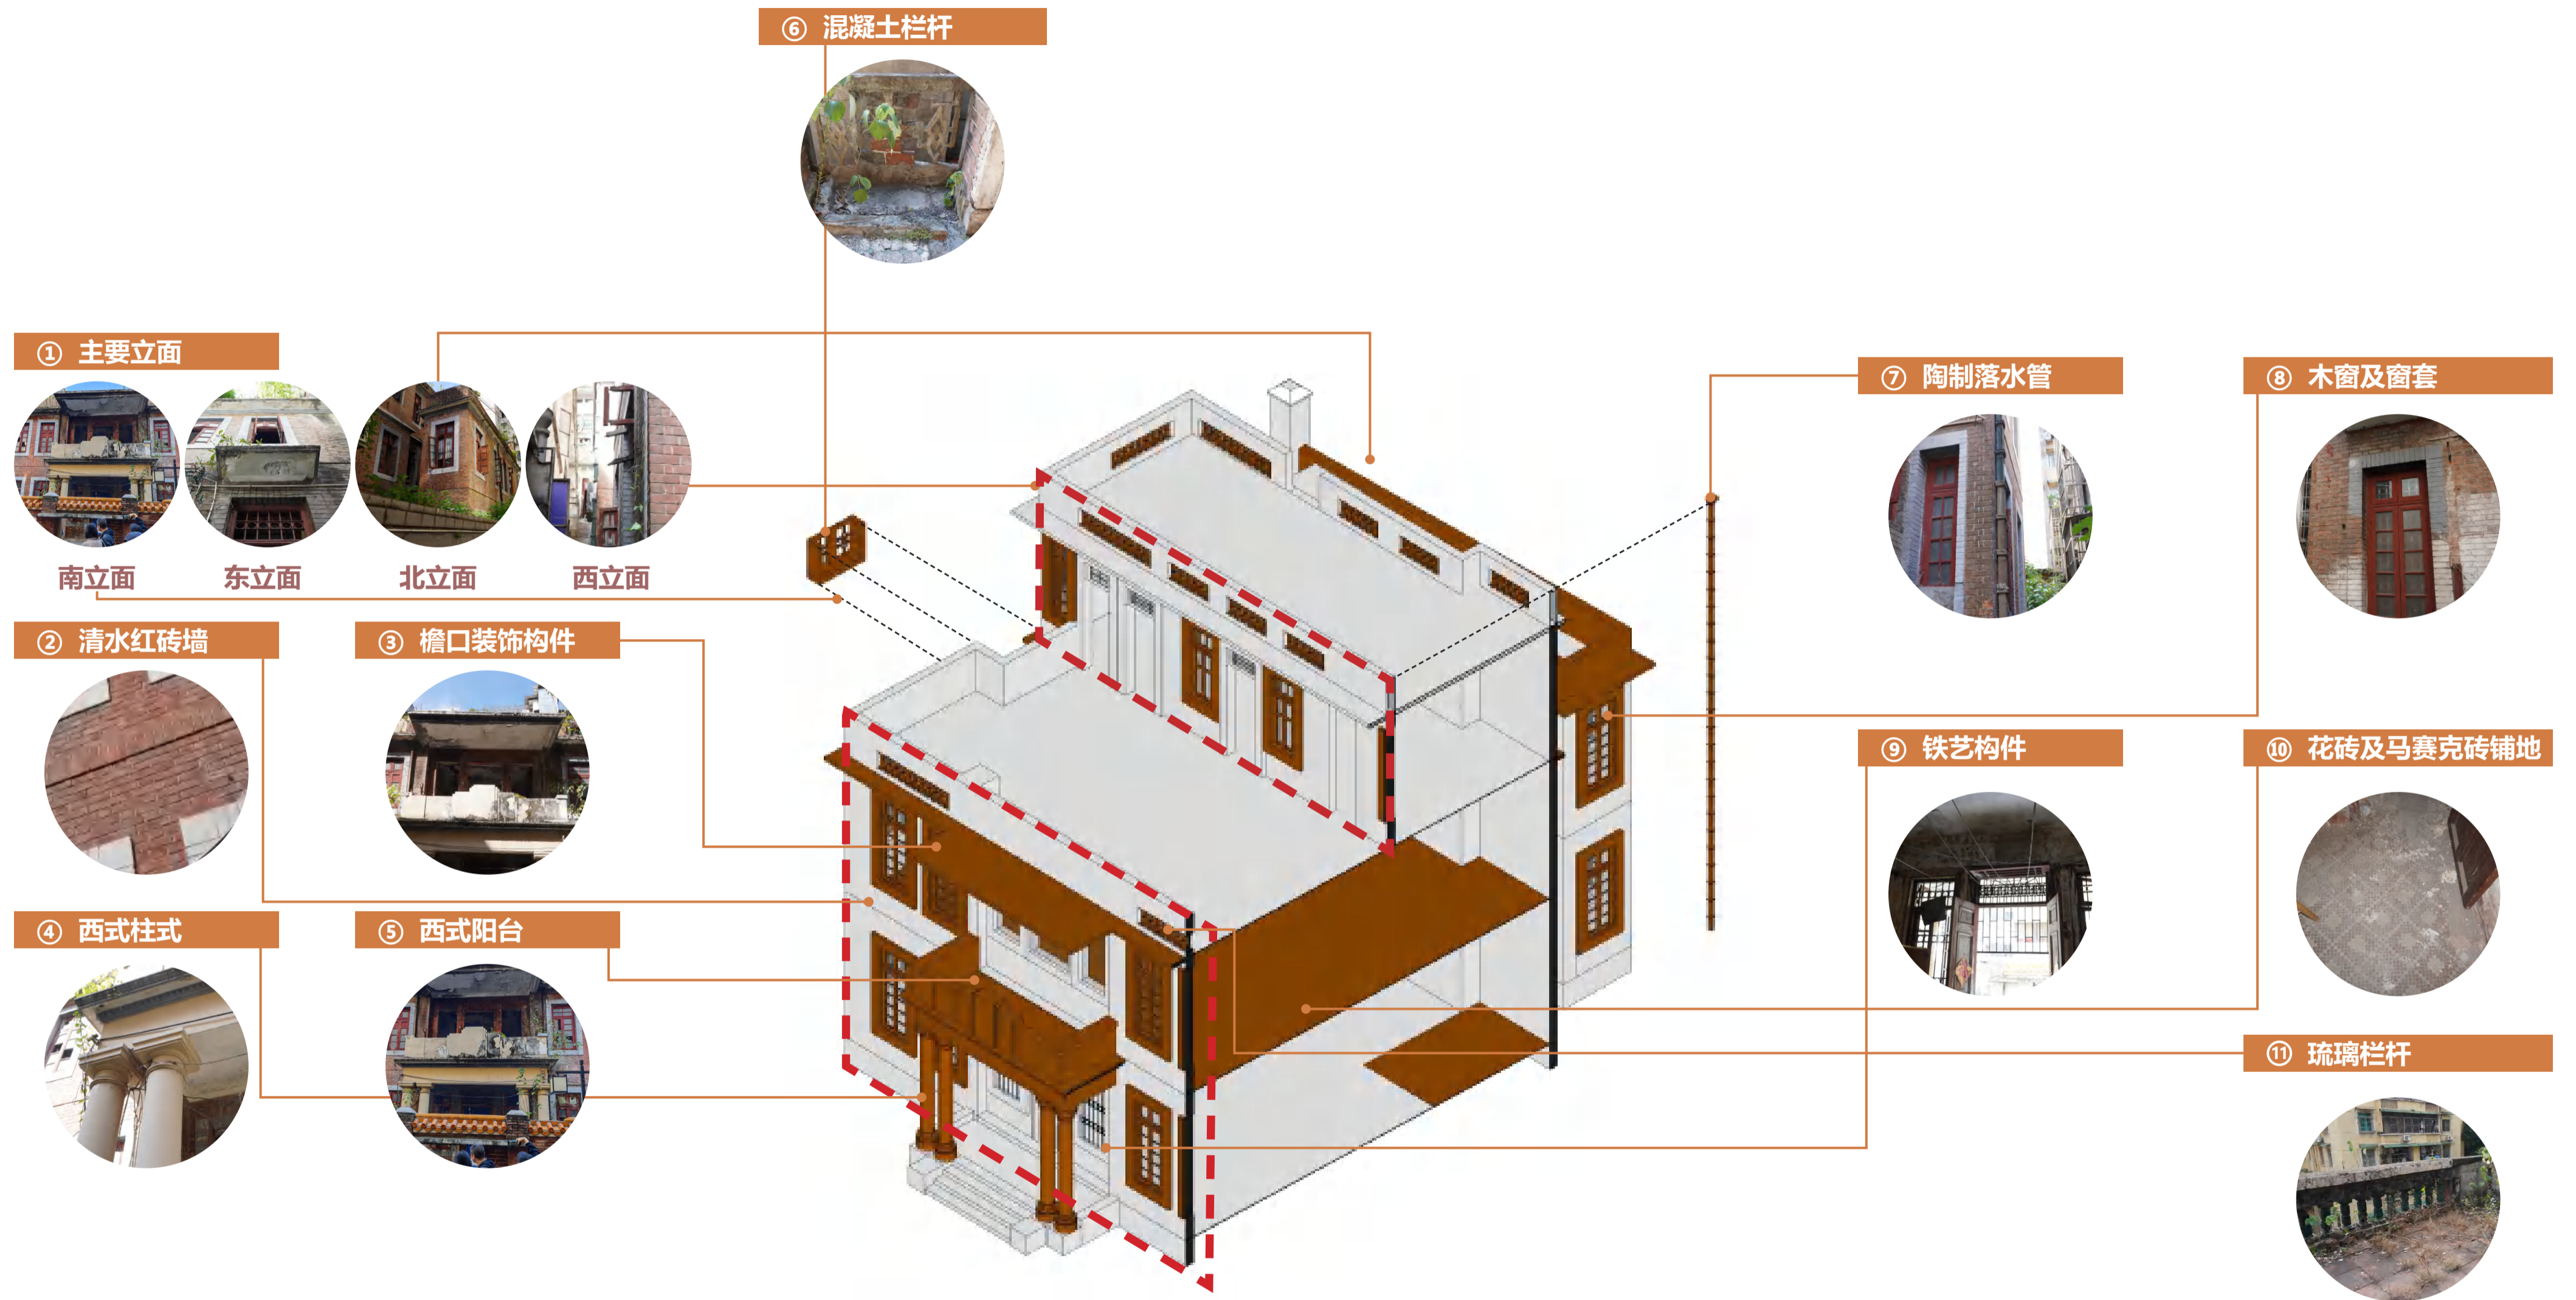 ⑥ 混凝土栏杆
① 主要立面
南立面
东立面
北立面
西立面
② 清水红砖墙
③ 檐口装饰构件
④ 西式柱式
⑤ 西式阳台
⑦ 陶制落水管
⑧ 木窗及窗套
⑨ 铁艺构件
⑩ 花砖及马赛克砖铺地
⑪ 琉璃栏杆